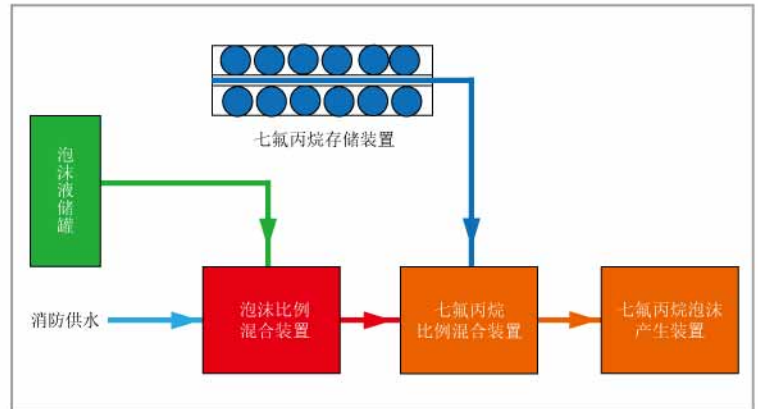 七氟丙烷存储装置
泡
沫
液
储
罐
消防供水
泡沫比例
混合装置
七氟丙烷
比例混合装置
七氟丙烷泡沫
产生装置